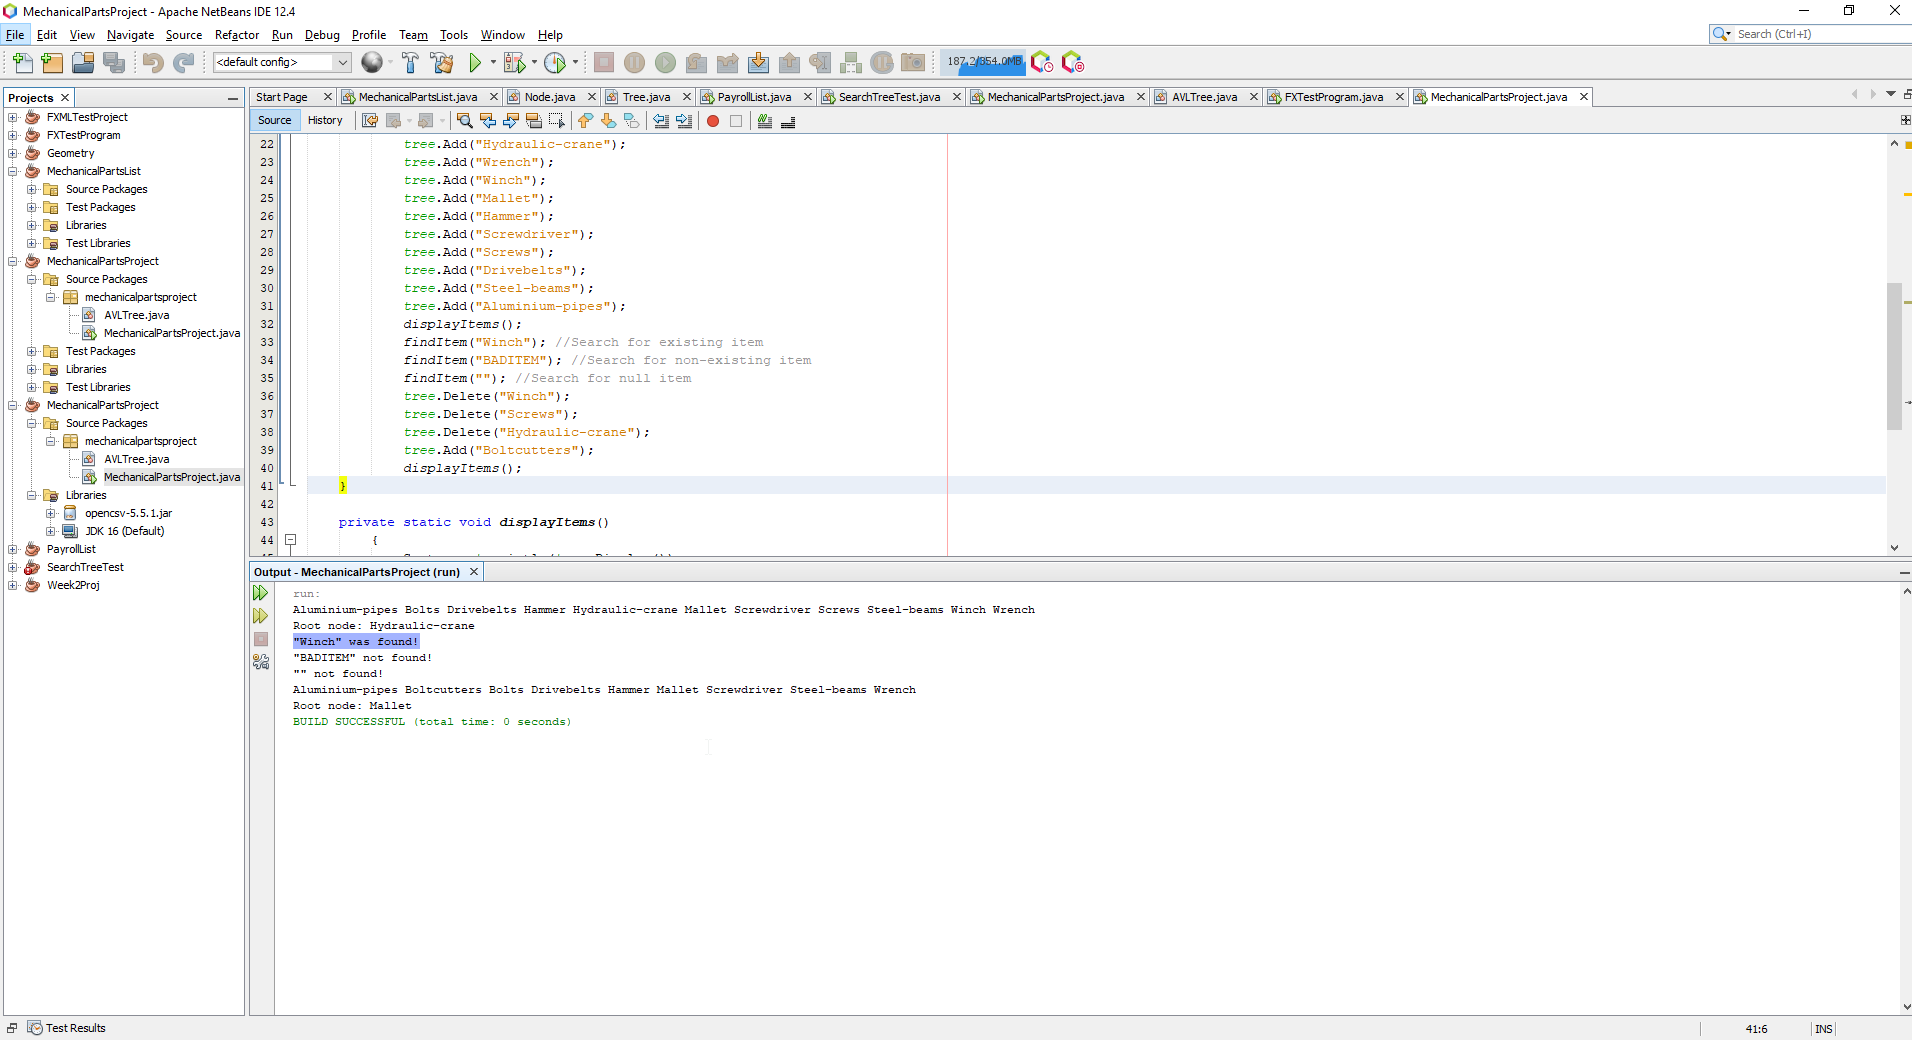 MechanicalPartsProject - Apache NetBeans IDE 12.4
File Edit View Navigate Source Refactor Run Debug Profile Team Tools Window Help
Search (Ctrl+I)
<default config>
187.2/354.0MB
Projects
FXMLTestProject
FXTestProgram
Geometry
MechanicalPartsList
Source Packages
Test Packages
Libraries
Test Libraries
MechanicalPartsProject
Source Packages
mechanicalpartsproject
AVLTree.java
MechanicalPartsProject.java
Test Packages
Libraries
Test Libraries
MechanicalPartsProject
Source Packages
mechanicalpartsproject
AVLTree.java
MechanicalPartsProject.java
Libraries
opencsv-5.5.1.jar
JDK 16 (Default)
PayrollList
SearchTreeTest
Week2Proj
Start Page MechanicalPartsList.java Node.java Tree.java PayrollList.java SearchTreeTest.java MechanicalPartsProject.java AVLTree.java FXTestProgram.java MechanicalPartsProject.java
Source History
22 tree.Add("Hydraulic-crane");
23 tree.Add("Wrench");
24 tree.Add("Winch");
25 tree.Add("Mallet");
26 tree.Add("Hammer");
27 tree.Add("Screwdriver");
28 tree.Add("Screws");
29 tree.Add("Drivebelts");
30 tree.Add("Steel-beams");
31 tree.Add("Aluminium-pipes");
32 displayItems();
33 findItem("Winch"); //Search for existing item
34 findItem("BADITEM"); //Search for non-existing item
35 findItem(""); //Search for null item
36 tree.Delete("Winch");
37 tree.Delete("Screws");
38 tree.Delete("Hydraulic-crane");
39 tree.Add("Boltcutters");
40 displayItems();
41 }
42
43 private static void displayItems()
44 {
Output - MechanicalPartsProject (run)
run:
Aluminium-pipes Bolts Drivebelts Hammer Hydraulic-crane Mallet Screwdriver Screws Steel-beams Winch Wrench
Root node: Hydraulic-crane
"Winch" was found!
"BADITEM" not found!
"" not found!
Aluminium-pipes Boltcutters Bolts Drivebelts Hammer Mallet Screwdriver Steel-beams Wrench
Root node: Mallet
BUILD SUCCESSFUL (total time: 0 seconds)
Test Results
41:6 INS